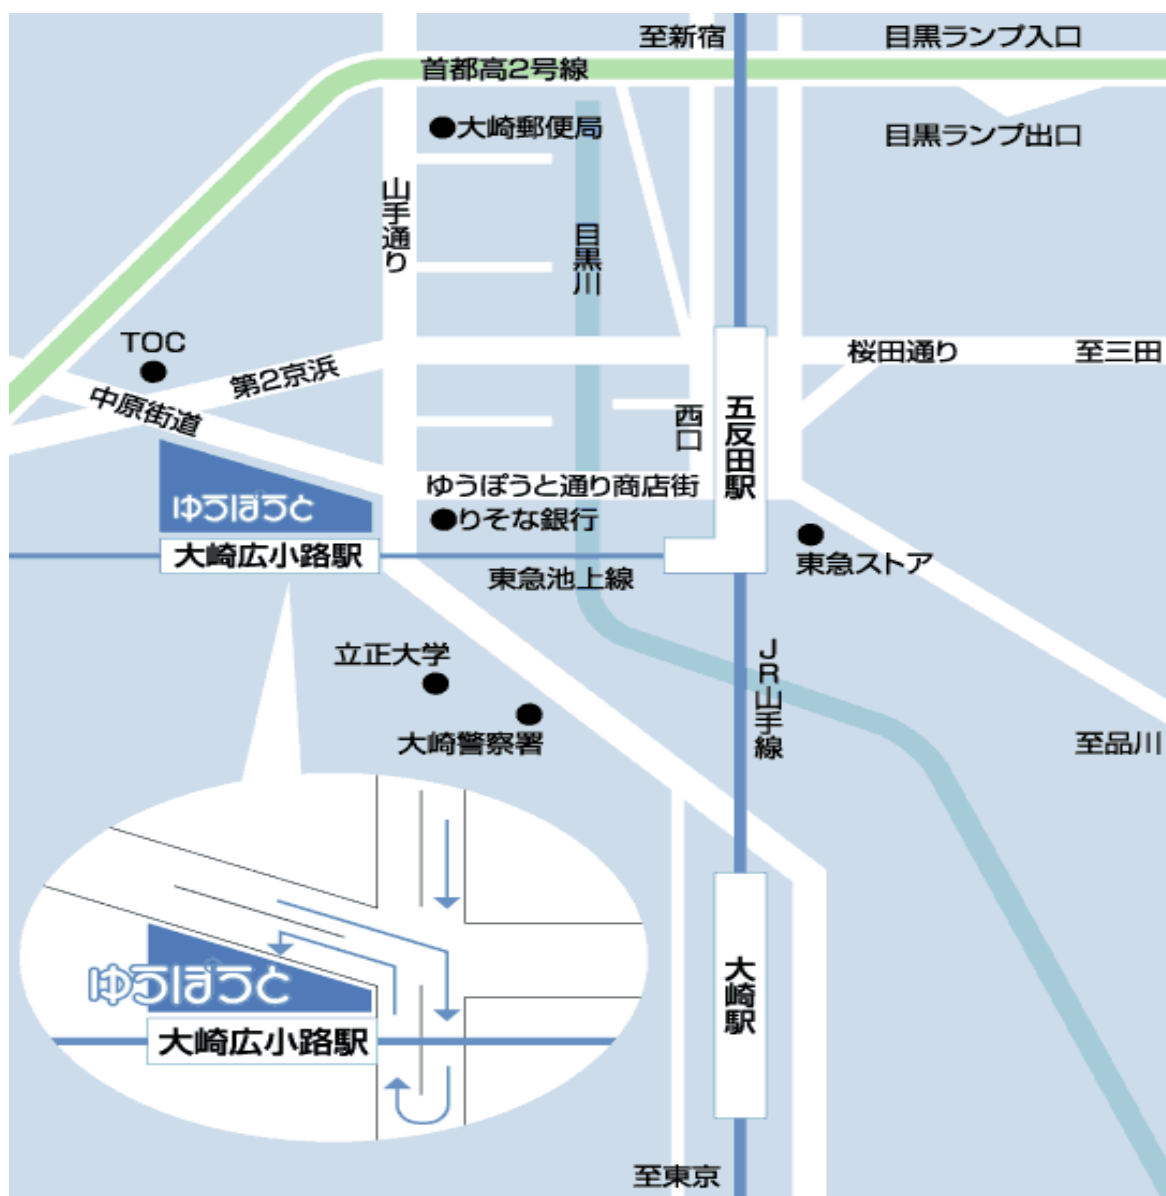 至新宿
目黒ランプ入口
首都高2号線
大崎郵便局
目黒ランプ出口
山手通り
目黒川
TOC
第2京浜
桜田通り
至三田
中原街道
西口
五反田駅
ゆうぽうと通り商店街
ゆうぽうと
りそな銀行
大崎広小路駅
東急池上線
東急ストア
立正大学
JR山手線
大崎警察署
至品川
ゆうぽうと
大崎駅
大崎広小路駅
至東京